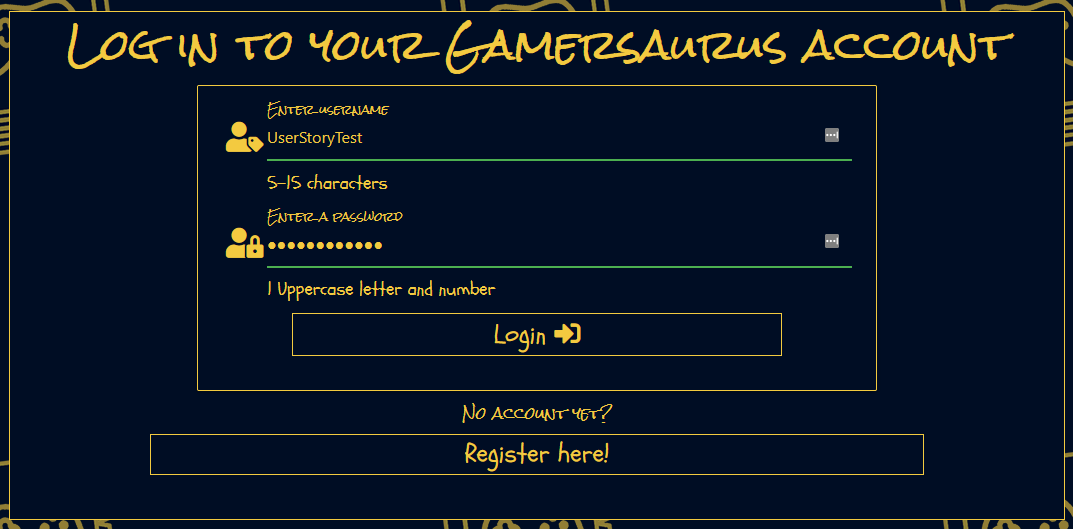 Log in to your Gamersaurus account
Enter username
UserStoryTest
5-15 characters
Enter a password
••••••••••••
1 Uppercase letter and number
Login
No account yet?
Register here!